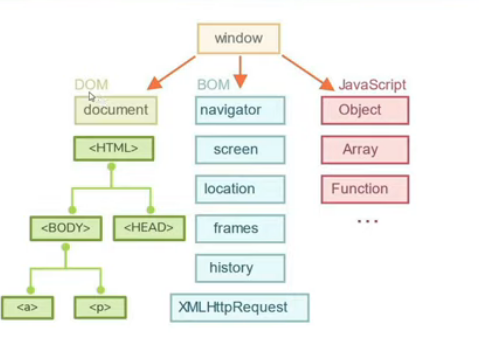 window
DOM
BOM
JavaScript
document
navigator
Object
<HTML>
screen
Array
location
Function
<BODY>
<HEAD>
frames
...
history
<a>
<p>
XMLHttpRequest